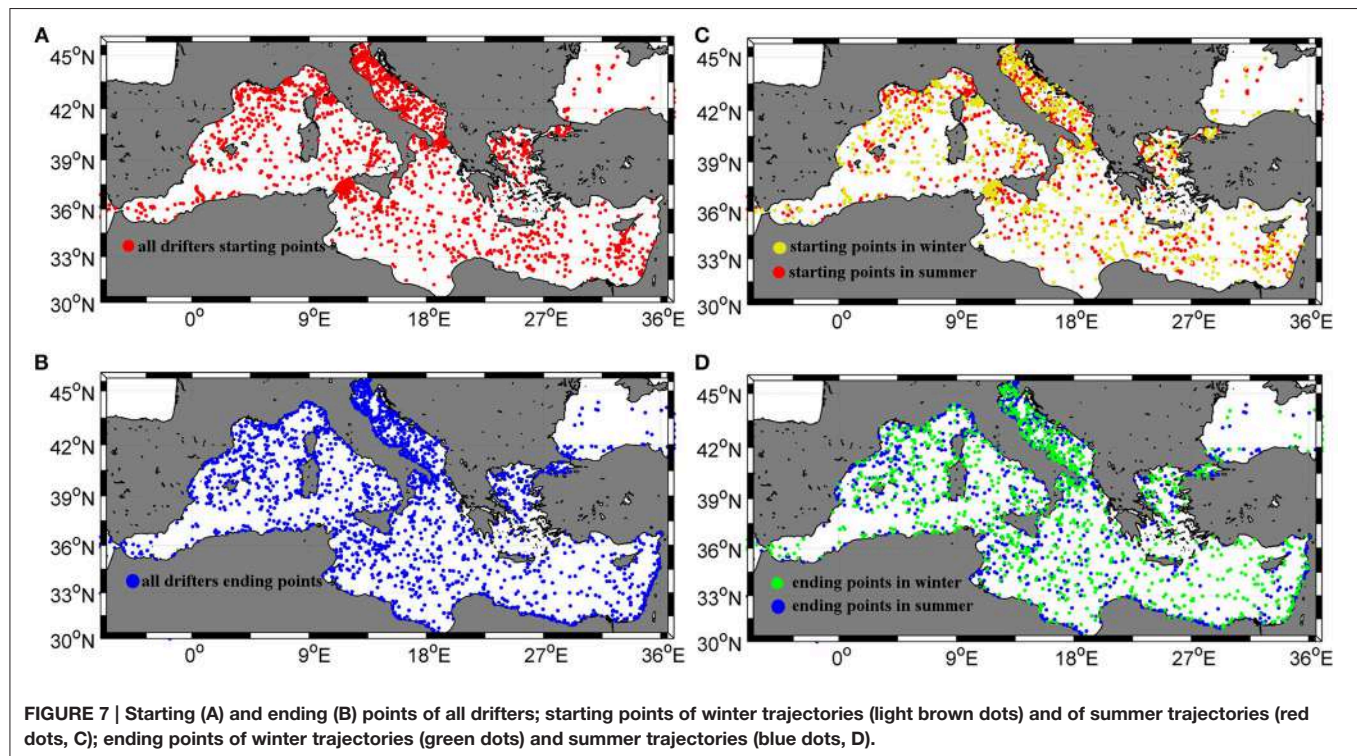 A
45°N
42°N
39°N
36°N
33°N
30°N
all drifters starting points
0° 9°E 18°E 27°E 36°E
B
45°N
42°N
39°N
36°N
33°N
30°N
all drifters ending points
0° 9°E 18°E 27°E 36°E
C
45°N
42°N
39°N
36°N
33°N
30°N
starting points in winter
starting points in summer
0° 9°E 18°E 27°E 36°E
D
45°N
42°N
39°N
36°N
33°N
30°N
ending points in winter
ending points in summer
0° 9°E 18°E 27°E 36°E
FIGURE 7 | Starting (A) and ending (B) points of all drifters; starting points of winter trajectories (light brown dots) and of summer trajectories (red
dots, C); ending points of winter trajectories (green dots) and summer trajectories (blue dots, D).